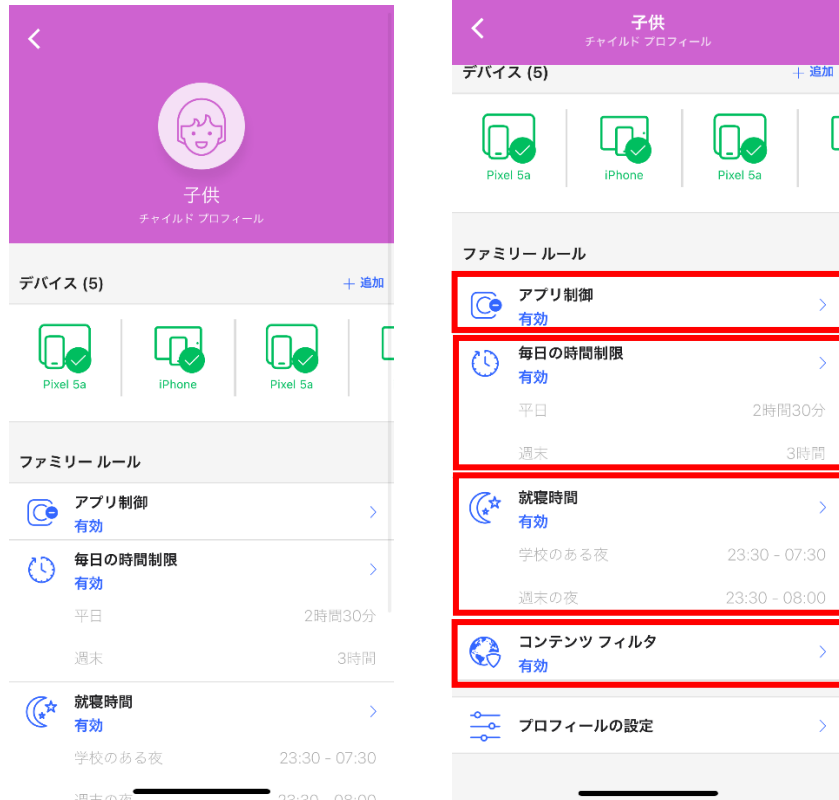 子供
チャイルド プロフィール
デバイス (5)
＋ 追加
Pixel 5a
iPhone
Pixel 5a
ファミリー ルール
アプリ制御
有効
毎日の時間制限
有効
平日 2時間30分
週末 3時間
就寝時間
有効
学校のある夜 23:30 - 07:30
週末の夜 23:30 - 08:00
子供
チャイルド プロフィール
デバイス (5)
＋ 追加
Pixel 5a
iPhone
Pixel 5a
ファミリー ルール
アプリ制御
有効
毎日の時間制限
有効
平日 2時間30分
週末 3時間
就寝時間
有効
学校のある夜 23:30 - 07:30
週末の夜 23:30 - 08:00
コンテンツ フィルタ
有効
プロフィールの設定